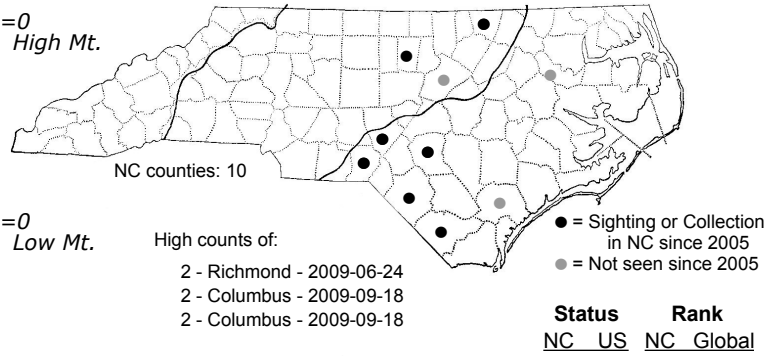 =0
High Mt.
NC counties: 10
=0
Low Mt.
High counts of:
2 - Richmond - 2009-06-24
2 - Columbus - 2009-09-18
2 - Columbus - 2009-09-18
= Sighting or Collection
in NC since 2005
= Not seen since 2005
Status Rank
NC US NC Global